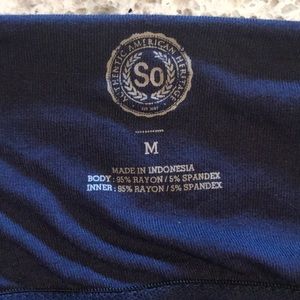 AUTHENTIC AMERICAN HERITAGE
So
M
MADE IN INDONESIA
BODY: 95% RAYON / 5% SPANDEX
INNER: 95% RAYON / 5% SPANDEX